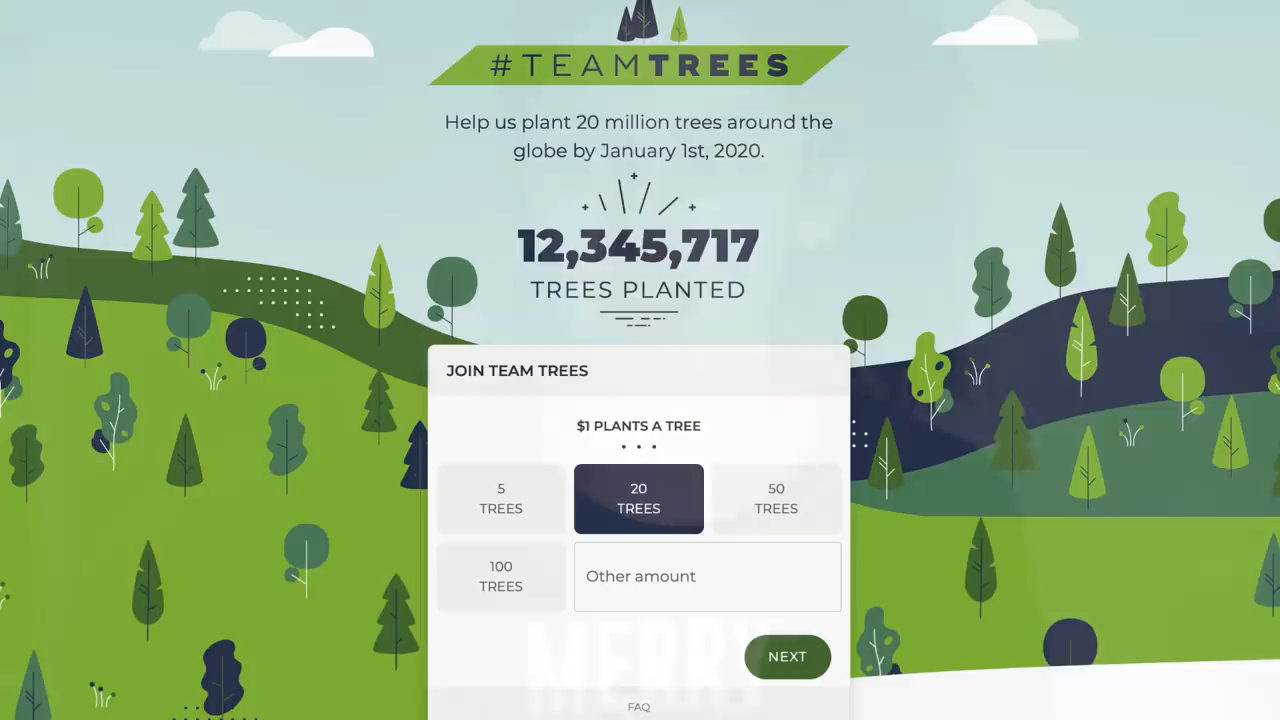 #TEAMTREES
Help us plant 20 million trees around the
globe by January 1st, 2020.
12,345,717
TREES PLANTED
JOIN TEAM TREES
$1 PLANTS A TREE
5
TREES
20
TREES
50
TREES
100
TREES
Other amount
MERRY
NEXT
FAQ